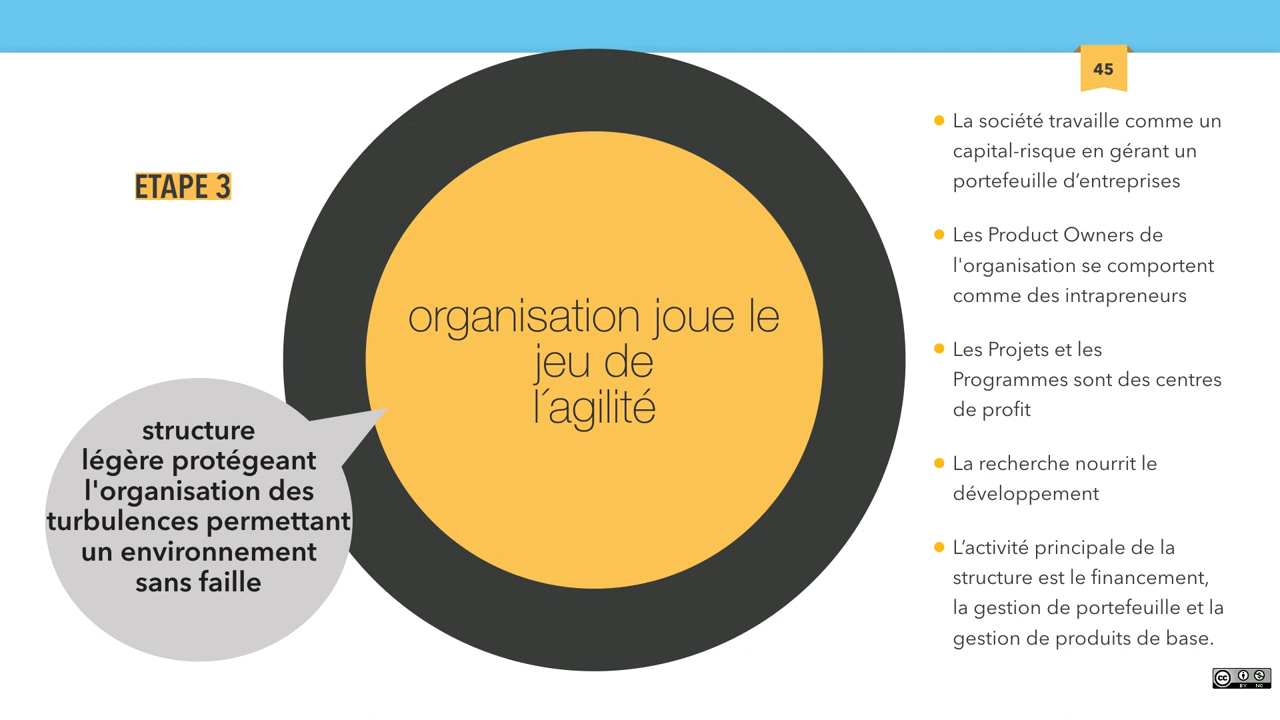 45
ETAPE 3
organisation joue le
jeu de
l´agilité
structure
légère protégeant
l'organisation des
turbulences permettant
un environnement
sans faille
La société travaille comme un
capital-risque en gérant un
portefeuille d’entreprises
Les Product Owners de
l'organisation se comportent
comme des intrapreneurs
Les Projets et les
Programmes sont des centres
de profit
La recherche nourrit le
développement
L’activité principale de la
structure est le financement,
la gestion de portefeuille et la
gestion de produits de base.
cc
BY NC